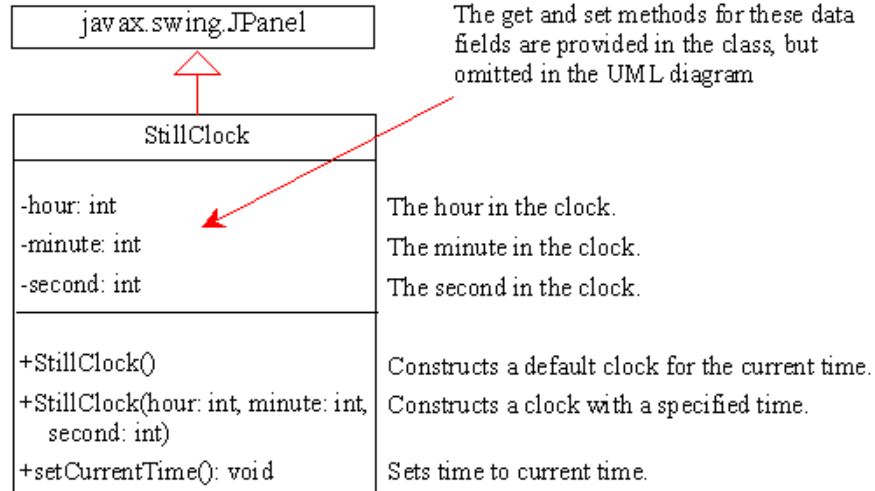 javax.swing.JPanel
The get and set methods for these data
fields are provided in the class, but
omitted in the UML diagram
StillClock
-hour: int
The hour in the clock.
-minute: int
The minute in the clock.
-second: int
The second in the clock.
+StillClock()
Constructs a default clock for the current time.
+StillClock(hour: int, minute: int,
second: int)
Constructs a clock with a specified time.
+setCurrentTime(): void
Sets time to current time.